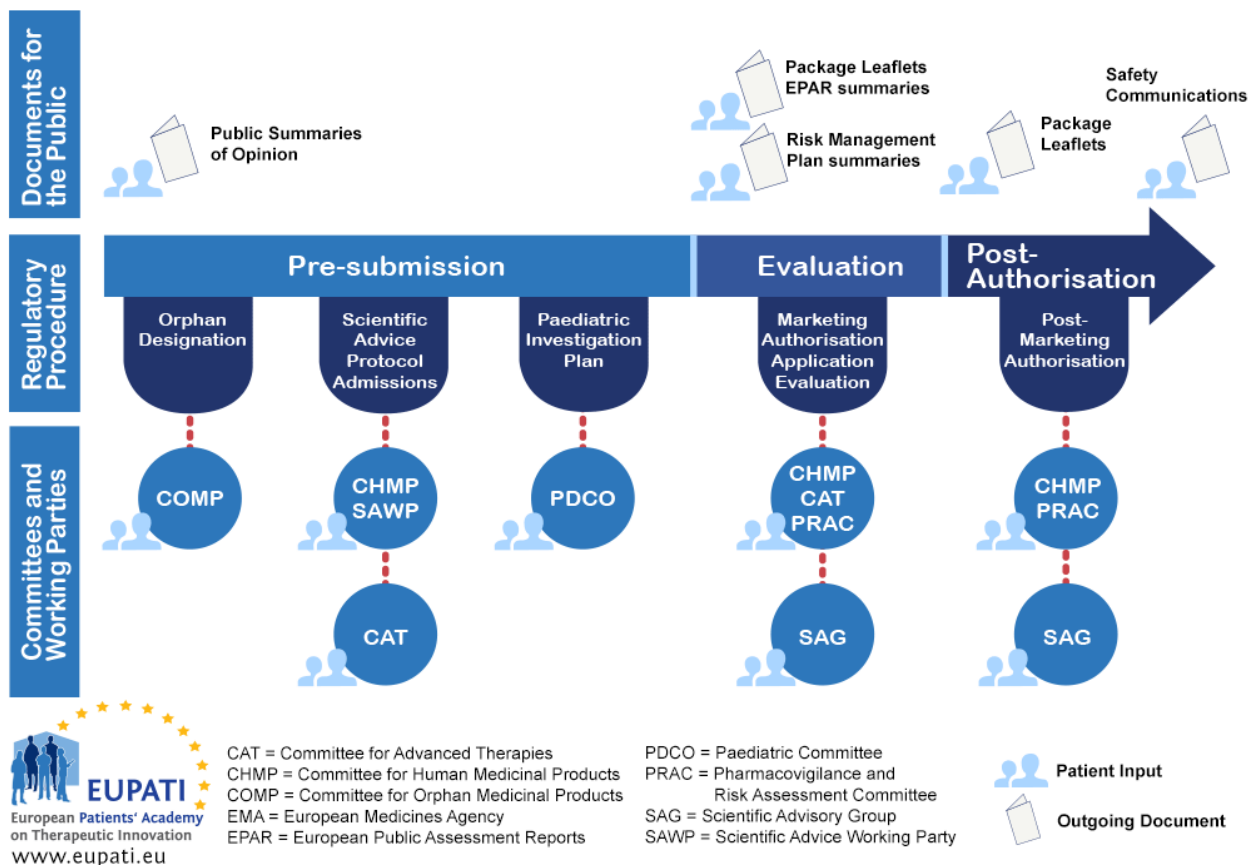 Documents for
the Public
Public Summaries
of Opinion
Package Leaflets
EPAR summaries
Risk Management
Plan summaries
Package
Leaflets
Safety
Communications
Regulatory
Procedure
Pre-submission
Evaluation
Post-
Authorisation
Orphan
Designation
Scientific
Advice
Protocol
Admissions
Paediatric
Investigation
Plan
Marketing
Authorisation
Application
Evaluation
Post-
Marketing
Authorisation
Committees and
Working Parties
COMP
CHMP
SAWP
PDCO
CHMP
CAT
PRAC
CHMP
PRAC
CAT
SAG
SAG
EUPATI
European Patients' Academy
on Therapeutic Innovation
www.eupati.eu
CAT = Committee for Advanced Therapies
CHMP = Committee for Human Medicinal Products
COMP = Committee for Orphan Medicinal Products
EMA = European Medicines Agency
EPAR = European Public Assessment Reports
PDCO = Paediatric Committee
PRAC = Pharmacovigilance and
Risk Assessment Committee
SAG = Scientific Advisory Group
SAWP = Scientific Advice Working Party
Patient Input
Outgoing Document